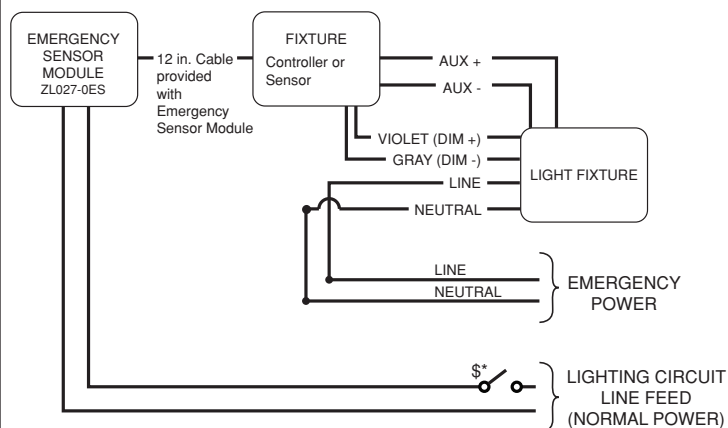 EMERGENCY
SENSOR
MODULE
ZL027-0ES
12 in. Cable
provided
with
Emergency
Sensor Module
FIXTURE
Controller or
Sensor
AUX +
AUX -
VIOLET (DIM +)
GRAY (DIM -)
LINE
NEUTRAL
LIGHT FIXTURE
LINE
NEUTRAL
EMERGENCY
POWER
$*
LIGHTING CIRCUIT
LINE FEED
(NORMAL POWER)